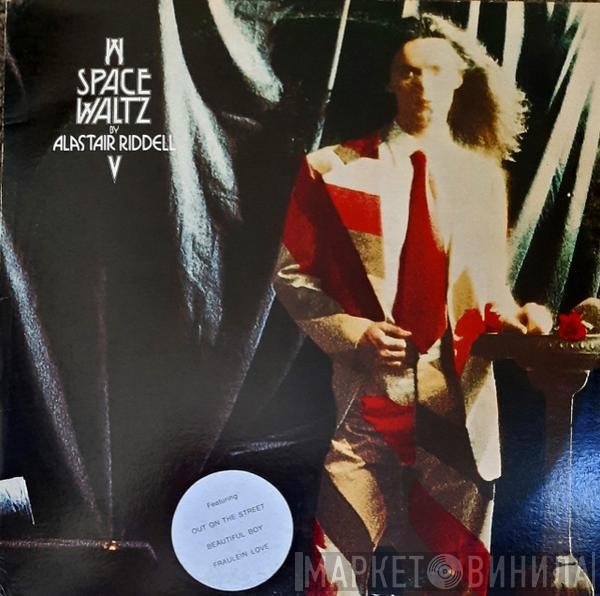 SPACE
WALTZ
BY
ALASTAIR RIDDELL
Featuring
OUT ON THE STREET
BEAUTIFUL BOY
FRAULEIN LOVE
МАРКЕТ ВИНИЛА